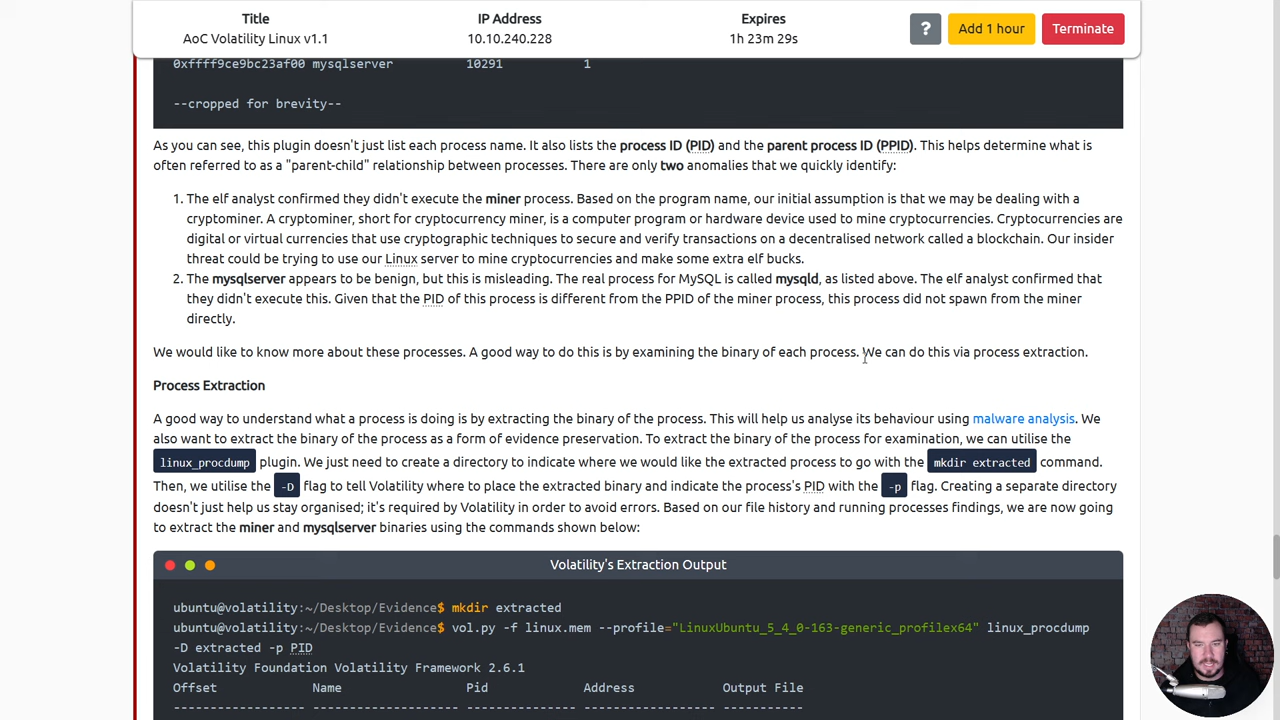 Title
AoC Volatility Linux v1.1
IP Address
10.10.240.228
Expires
1h 23m 29s
?
Add 1 hour
Terminate
0xffff9ce9bc23af00 mysqlserver 10291 1
--cropped for brevity--
As you can see, this plugin doesn't just list each process name. It also lists the process ID (PID) and the parent process ID (PPID). This helps determine what is
often referred to as a "parent-child" relationship between processes. There are only two anomalies that we quickly identify:
1. The elf analyst confirmed they didn't execute the miner process. Based on the program name, our initial assumption is that we may be dealing with a
cryptominer. A cryptominer, short for cryptocurrency miner, is a computer program or hardware device used to mine cryptocurrencies. Cryptocurrencies are
digital or virtual currencies that use cryptographic techniques to secure and verify transactions on a decentralised network called a blockchain. Our insider
threat could be trying to use our Linux server to mine cryptocurrencies and make some extra elf bucks.
2. The mysqlserver appears to be benign, but this is misleading. The real process for MySQL is called mysqld, as listed above. The elf analyst confirmed that
they didn't execute this. Given that the PID of this process is different from the PPID of the miner process, this process did not spawn from the miner
directly.
We would like to know more about these processes. A good way to do this is by examining the binary of each process. We can do this via process extraction.
Process Extraction
A good way to understand what a process is doing is by extracting the binary of the process. This will help us analyse its behaviour using malware analysis. We
also want to extract the binary of the process as a form of evidence preservation. To extract the binary of the process for examination, we can utilise the
linux_procdump plugin. We just need to create a directory to indicate where we would like the extracted process to go with the mkdir extracted command.
Then, we utilise the -D flag to tell Volatility where to place the extracted binary and indicate the process's PID with the -p flag. Creating a separate directory
doesn't just help us stay organised; it's required by Volatility in order to avoid errors. Based on our file history and running processes findings, we are now going
to extract the miner and mysqlserver binaries using the commands shown below:
Volatility's Extraction Output
ubuntu@volatility:~/Desktop/Evidence$ mkdir extracted
ubuntu@volatility:~/Desktop/Evidence$ vol.py -f linux.mem --profile="LinuxUbuntu_5_4_0-163-generic_profilex64" linux_procdump
-D extracted -p PID
Volatility Foundation Volatility Framework 2.6.1
Offset Name Pid Address Output File
----------------- ------------------- --------------- ----------------- -----------